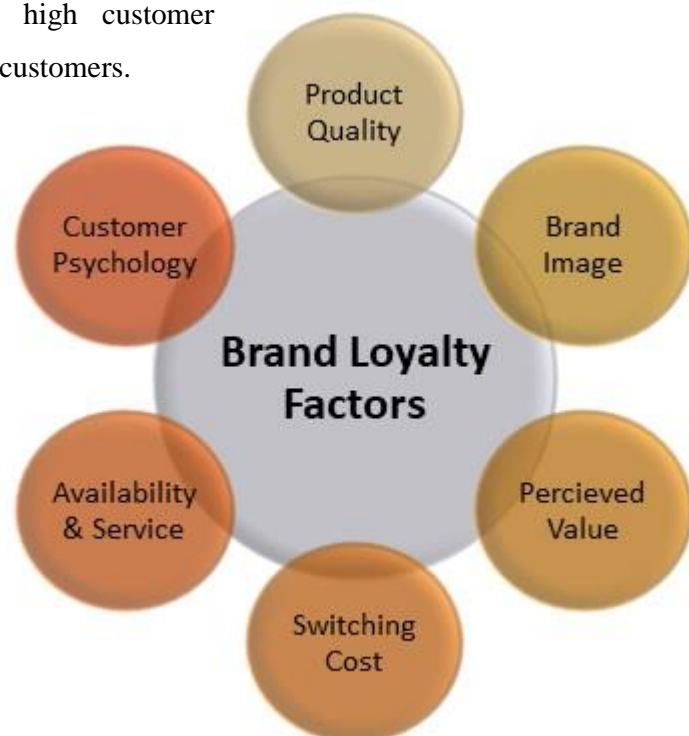 high customer
customers.
Product
Quality
Brand
Image
Percieved
Value
Switching
Cost
Availability
& Service
Customer
Psychology
Brand Loyalty
Factors